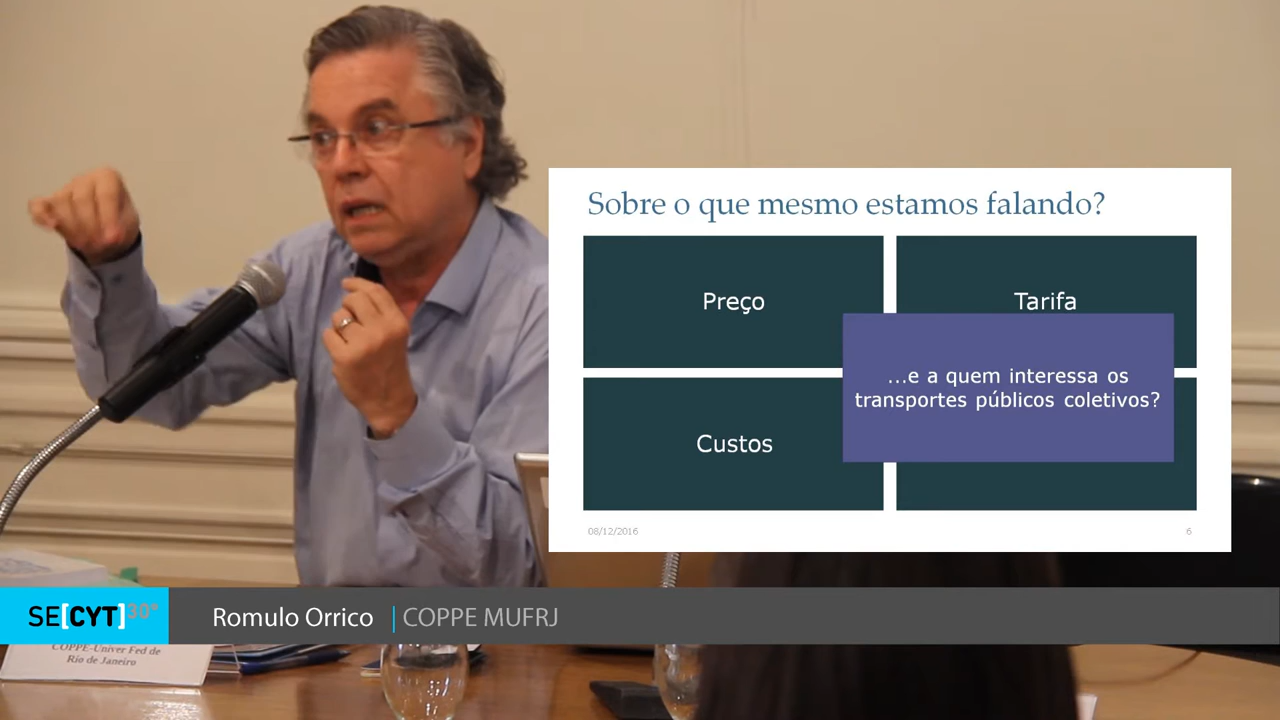 Sobre o que mesmo estamos falando?
Preço
Tarifa
...e a quem interessa os
transportes públicos coletivos?
Custos
08/12/2016
6
SE[CYT]30°
Romulo Orrico
COPPE MUFRJ
COPPE-Univer Fed de
Rio de Janeiro